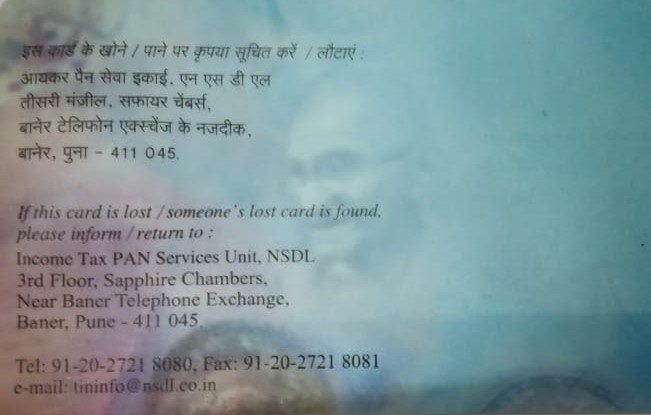 इस कार्ड के खोने / पाने पर कृपया सूचित करें / लौटाएं :
आयकर पैन सेवा इकाई, एन एस डी एल
तीसरी मंज़ील, सफायर चेंबर्स,
बानेर टेलिफोन एक्स्चेंज के नजदीक,
बानेर, पुना - 411 045.
If this card is lost / someone's lost card is found,
please inform / return to :
Income Tax PAN Services Unit, NSDL
3rd Floor, Sapphire Chambers,
Near Baner Telephone Exchange,
Baner, Pune - 411 045.
Tel: 91-20-2721 8080, Fax: 91-20-2721 8081
e-mail: tininfo@nsdl.co.in